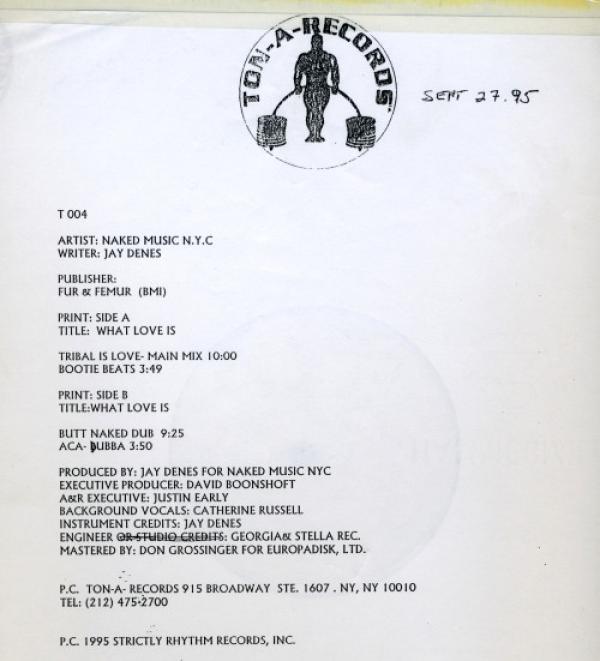 TON-A-RECORDS
SEPT 27.95
T 004
ARTIST: NAKED MUSIC N.Y.C
WRITER: JAY DENES
PUBLISHER:
FUR & FEMUR (BMI)
PRINT: SIDE A
TITLE: WHAT LOVE IS
TRIBAL IS LOVE- MAIN MIX 10:00
BOOTIE BEATS 3:49
PRINT: SIDE B
TITLE:WHAT LOVE IS
BUTT NAKED DUB 9:25
ACA- DUBBA 3:50
PRODUCED BY: JAY DENES FOR NAKED MUSIC NYC
EXECUTIVE PRODUCER: DAVID BOONSHOFT
A&R EXECUTIVE: JUSTIN EARLY
BACKGROUND VOCALS: CATHERINE RUSSELL
INSTRUMENT CREDITS: JAY DENES
ENGINEER OR STUDIO CREDITS: GEORGIA& STELLA REC.
MASTERED BY: DON GROSSINGER FOR EUROPADISK, LTD.
P.C. TON-A- RECORDS 915 BROADWAY STE. 1607 . NY, NY 10010
TEL: (212) 475-2700
P.C. 1995 STRICTLY RHYTHM RECORDS, INC.